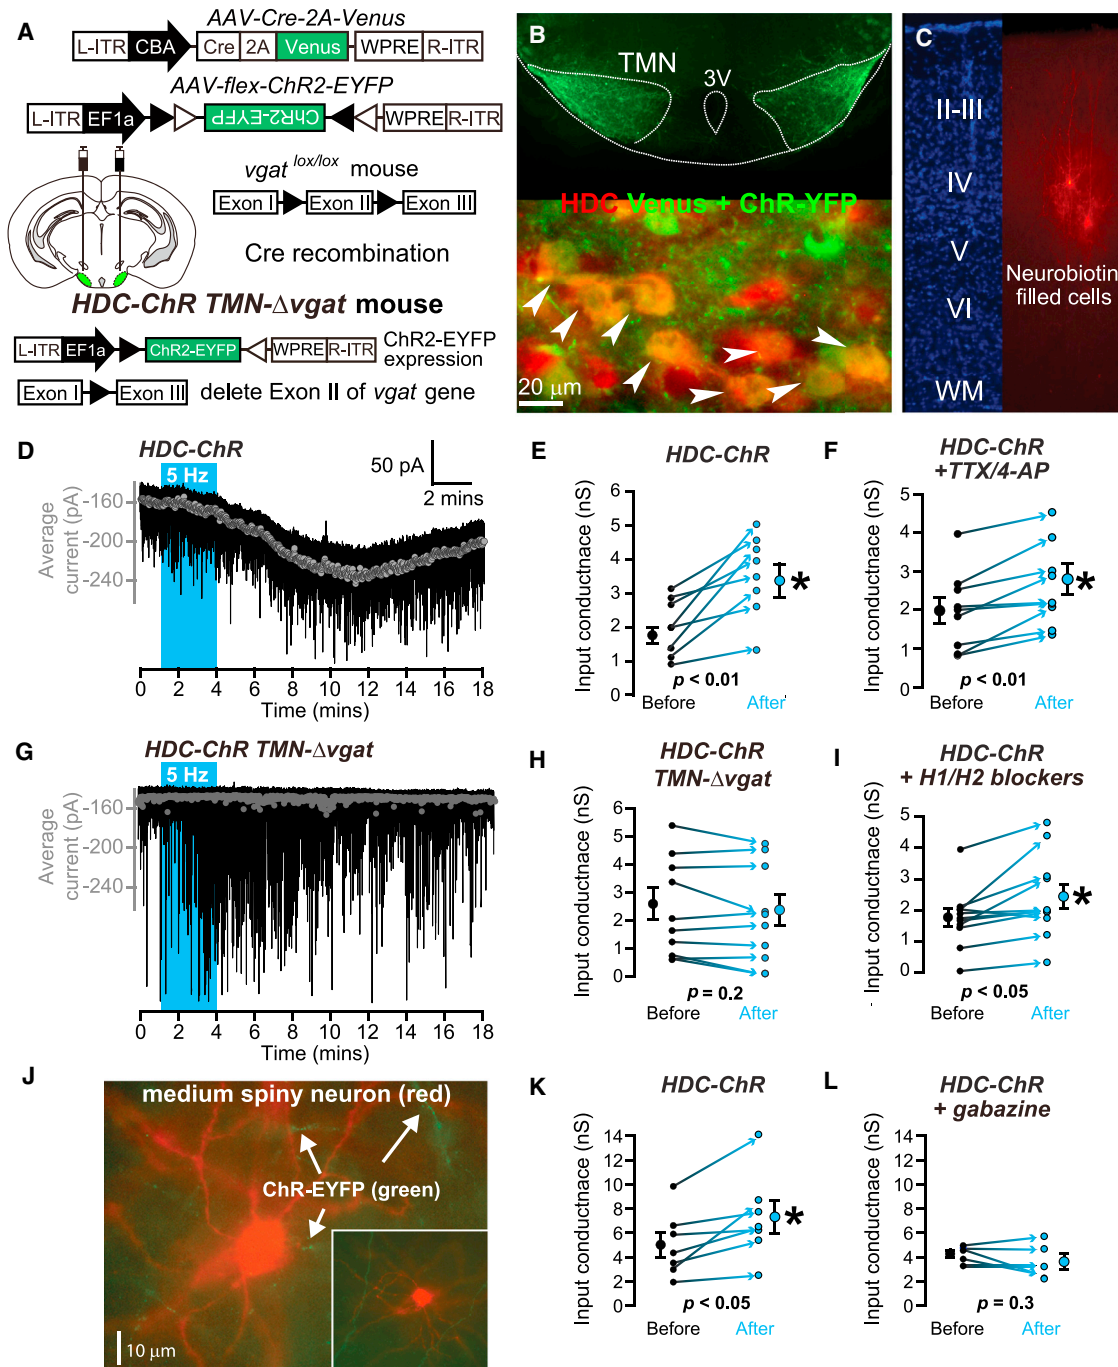 A
AAV-Cre-2A-Venus
L-ITR CBA Cre 2A Venus WPRE R-ITR
AAV-flex-ChR2-EYFP
L-ITR EF1a ChR2-EYFP WPRE R-ITR
vgat lox/lox mouse
Exon I Exon II Exon III
Cre recombination
HDC-ChR TMN-Δvgat mouse
L-ITR EF1a ChR2-EYFP WPRE R-ITR
ChR2-EYFP
expression
Exon I Exon III delete Exon II of vgat gene
B
TMN
3V
HDC Venus + ChR-YFP
20 μm
C
II-III
IV
V
VI
WM
Neurobiotin
filled cells
D
HDC-ChR
5 Hz
50 pA
2 mins
Average
current (pA)
-160
-200
-240
0 2 4 6 8 10 12 14 16 18
Time (mins)
E
HDC-ChR
Input conductnace (nS)
6
5
4
3
2
1
0
*
p < 0.01
Before After
F
HDC-ChR
+TTX/4-AP
Input conductnace (nS)
5
4
3
2
1
0
*
p < 0.01
Before After
G
HDC-ChR TMN-Δvgat
5 Hz
Average
current (pA)
-160
-200
-240
0 2 4 6 8 10 12 14 16 18
Time (mins)
H
HDC-ChR
TMN-Δvgat
Input conductnace (nS)
6
5
4
3
2
1
0
p = 0.2
Before After
I
HDC-ChR
+ H1/H2 blockers
Input conductnace (nS)
5
4
3
2
1
0
*
p < 0.05
Before After
J
medium spiny neuron (red)
ChR-EYFP (green)
10 μm
K
HDC-ChR
Input conductnace (nS)
14
12
10
8
6
4
2
0
*
p < 0.05
Before After
L
HDC-ChR
+ gabazine
Input conductnace (nS)
14
12
10
8
6
4
2
0
p = 0.3
Before After